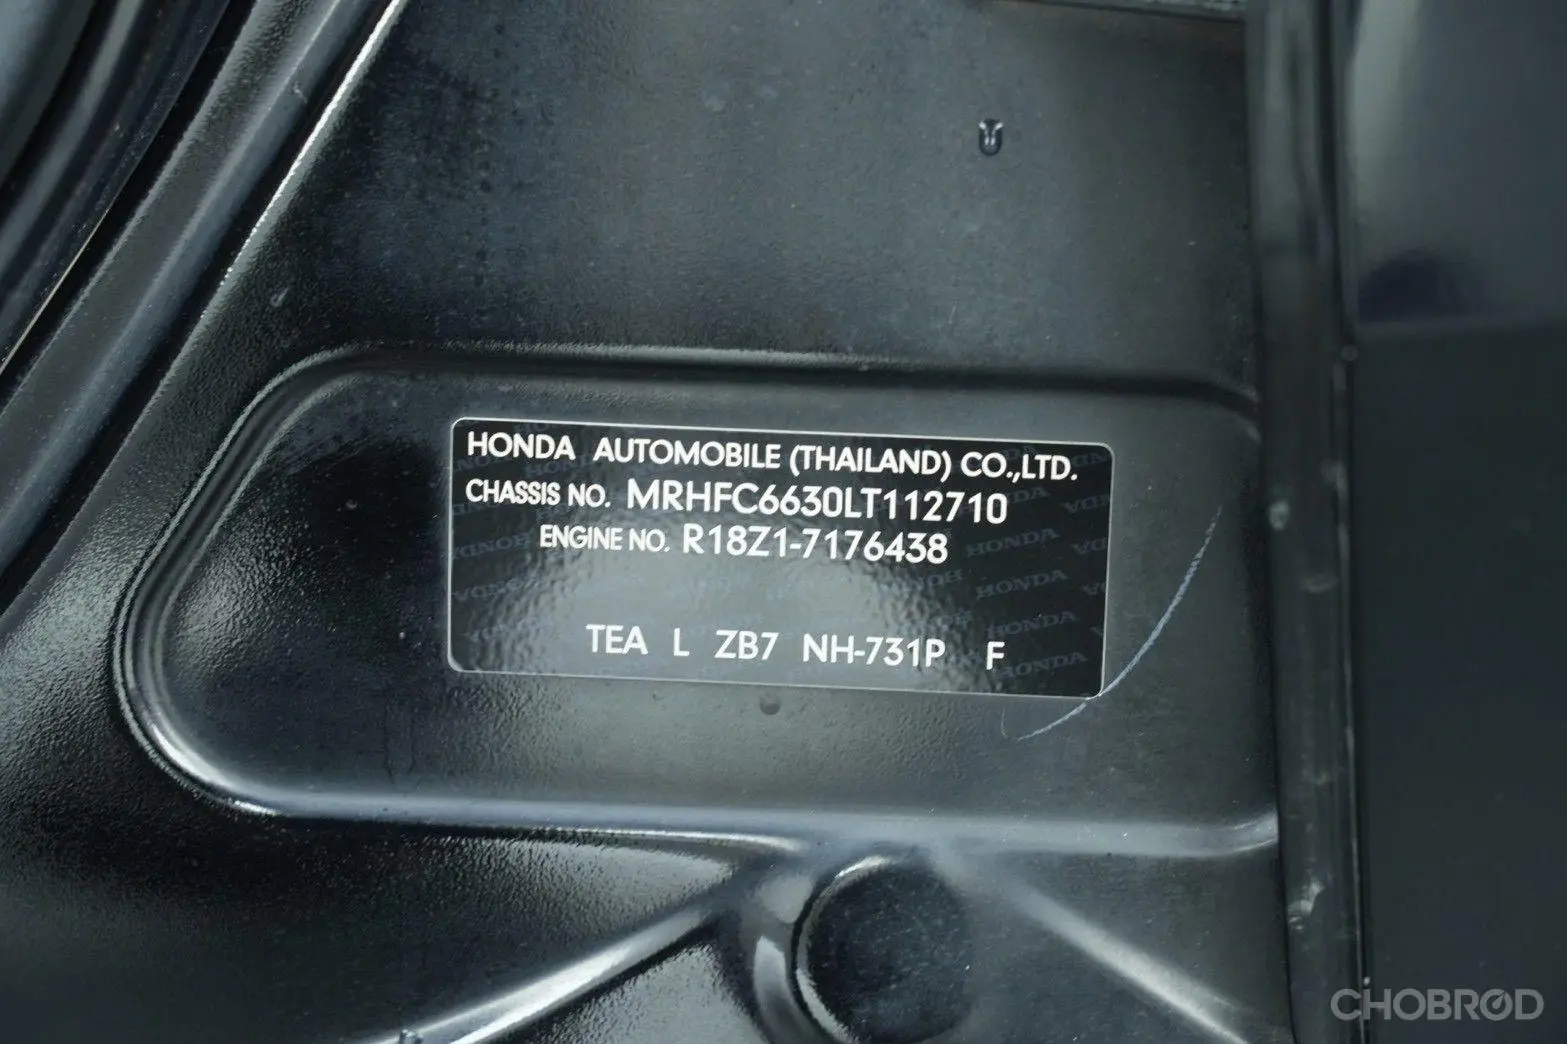 HONDA AUTOMOBILE (THAILAND) CO.,LTD.
CHASSIS NO. MRHFC6630LT112710
ENGINE NO. R18Z1-7176438
TEA L ZB7 NH-731P F
CHOBROD